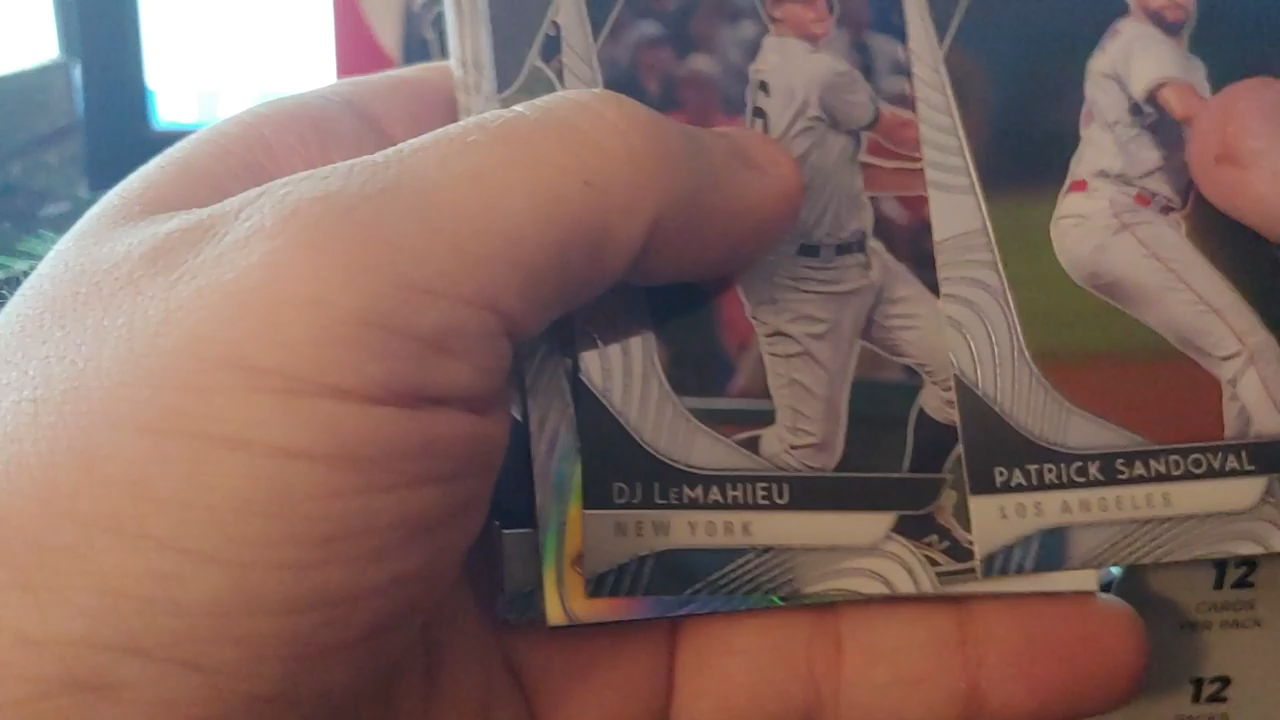 DJ LEMAHIEU
NEW YORK
PATRICK SANDOVAL
LOS ANGELES
12
CARDS
PER PACK
12